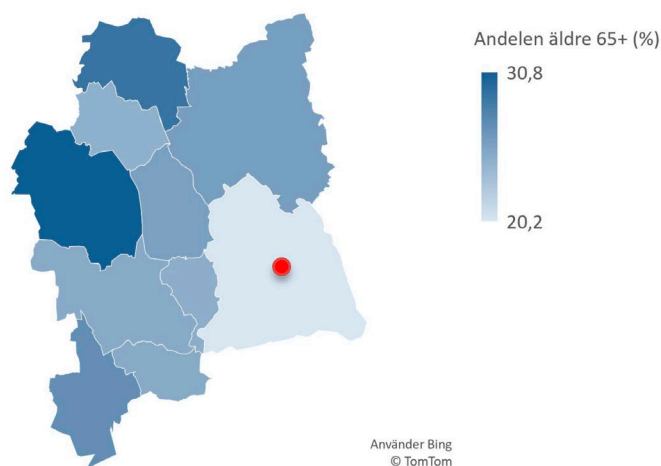 Andelen äldre 65+ (%)
30,8
20,2
Använder Bing
© TomTom